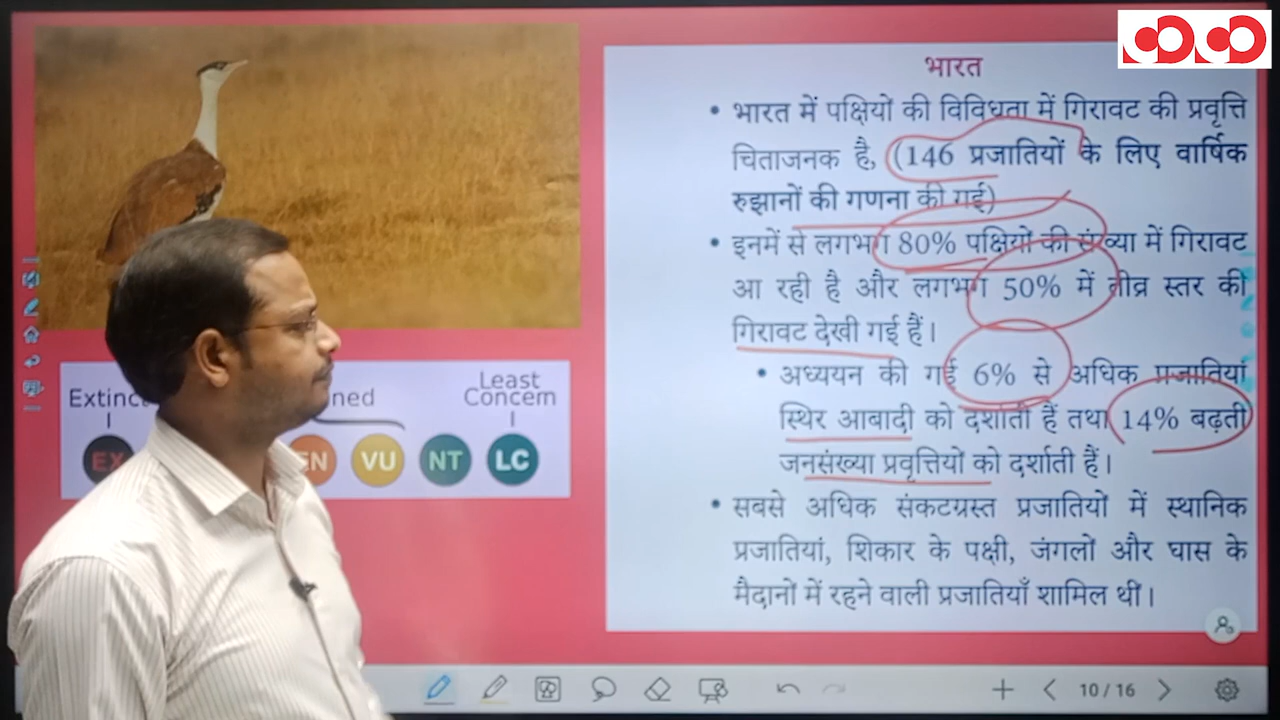 भारत
• भारत में पक्षियों की विविधता में गिरावट की प्रवृत्ति
चिंताजनक है, (146 प्रजातियों के लिए वार्षिक
रुझानों की गणना की गई)
• इनमें से लगभग 80% पक्षियों की संख्या में गिरावट
आ रही है और लगभग 50% में तीव्र स्तर की
गिरावट देखी गई हैं।
• अध्ययन की गई 6% से अधिक प्रजातियां
स्थिर आबादी को दर्शाती हैं तथा 14% बढ़ती
जनसंख्या प्रवृत्तियों को दर्शाती हैं।
• सबसे अधिक संकटग्रस्त प्रजातियों में स्थानिक
प्रजातियां, शिकार के पक्षी, जंगलों और घास के
मैदानों में रहने वाली प्रजातियाँ शामिल थीं।
Least
Concern
EX VU NT LC
10 / 16